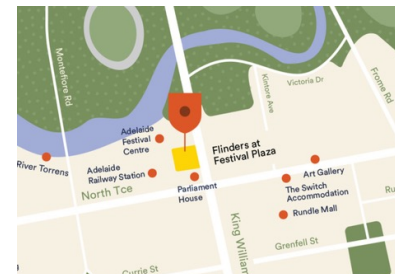 Montefiore Rd
Kintore Ave
Victoria Dr
Frome Rd
Adelaide
Festival
Centre
Flinders at
Festival Plaza
River Torrens
Adelaide
Railway Station
North Tce
Parliament
House
Art Gallery
The Switch
Accommodation
Rundle Mall
King William
Grenfell St
Currie St